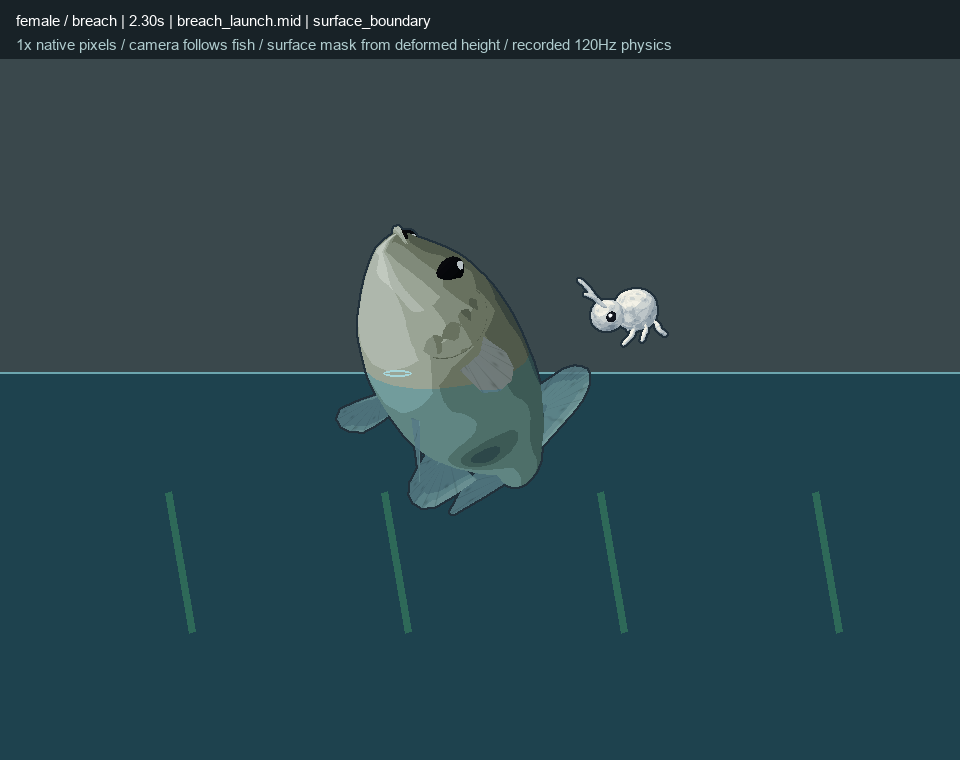 female / breach | 2.30s | breach_launch.mid | surface_boundary
1x native pixels / camera follows fish / surface mask from deformed height / recorded 120Hz physics